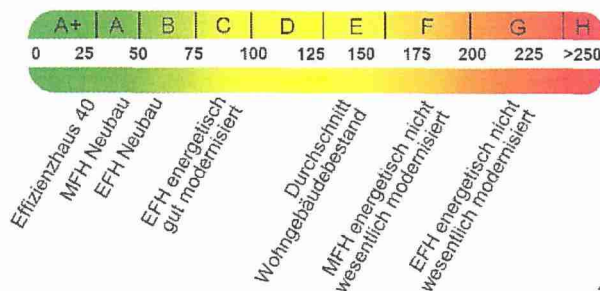 A+ A B C D E F G H
0 25 50 75 100 125 150 175 200 225 >250
Effizienzhaus 40
MFH Neubau
EFH Neubau
EFH energetisch
gut modernisiert
Durchschnitt
Wohngebäudebestand
MFH energetisch nicht
wesentlich modernisiert
EFH energetisch nicht
wesentlich modernisiert